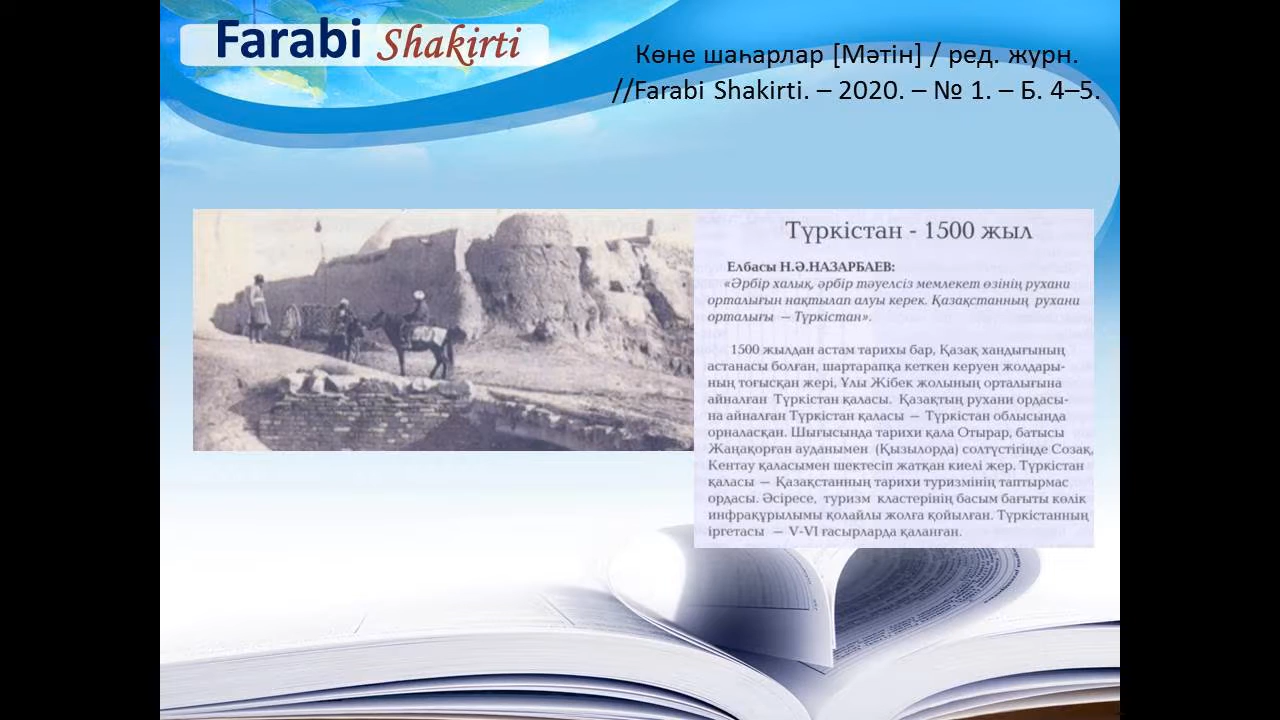 Farabi Shakirti
Көне шаһарлар [Мәтін] / ред. журн.
//Farabi Shakirti. – 2020. – № 1. – Б. 4–5.
Түркістан - 1500 жыл
Елбасы Н.Ә.НАЗАРБАЕВ:
«Әрбір халық, әрбір тәуелсіз мемлекет өзінің рухани
орталығын нақтылап алуы керек. Қазақстанның рухани
орталығы — Түркістан».
1500 жылдан астам тарихы бар, Қазақ хандығының
астанасы болған, шартарапқа кеткен керуен жолдары-
ның тоғысқан жері, Ұлы Жібек жолының орталығына
айналған Түркістан қаласы. Қазақтың рухани ордасы-
на айналған Түркістан қаласы — Түркістан облысында
орналасқан. Шығысында тарихи қала Отырар, батысы
Жаңақорған ауданымен (Қызылорда) солтүстігінде Созақ,
Кентау қаласымен шектесіп жатқан киелі жер. Түркістан
қаласы — Қазақстанның тарихи туризмінің таптырмас
ордасы. Әсіресе, туризм кластерінің басым бағыты көлік
инфрақұрылымы қолайлы жолға қойылған. Түркістанның
іргетасы — V-VI ғасырларда қаланған.